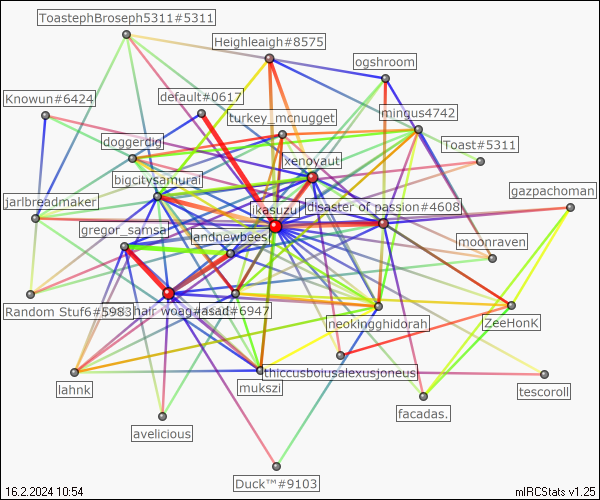 ToastephBroseph5311#5311
Heighleaigh#8575
ogshroom
Knowun#6424
default#0617
turkey_mcnugget
mingus4742
doggerdig
Toast#5311
xenoyaut
bigcitysamurai
gazpachoman
jarlbreadmaker
ikasuzu
disaster of passion#4608
gregor_samsa
andnewbees
moonraven
Random Stuf6#5983
hair woag
#asad#6947
neokingghidorah
ZeeHonK
lahnk
mukszi
thiccusboiusalexusjoneus
tescoroll
facadas.
avelicious
Duck™#9103
16.2.2024 10:54
mIRCStats v1.25